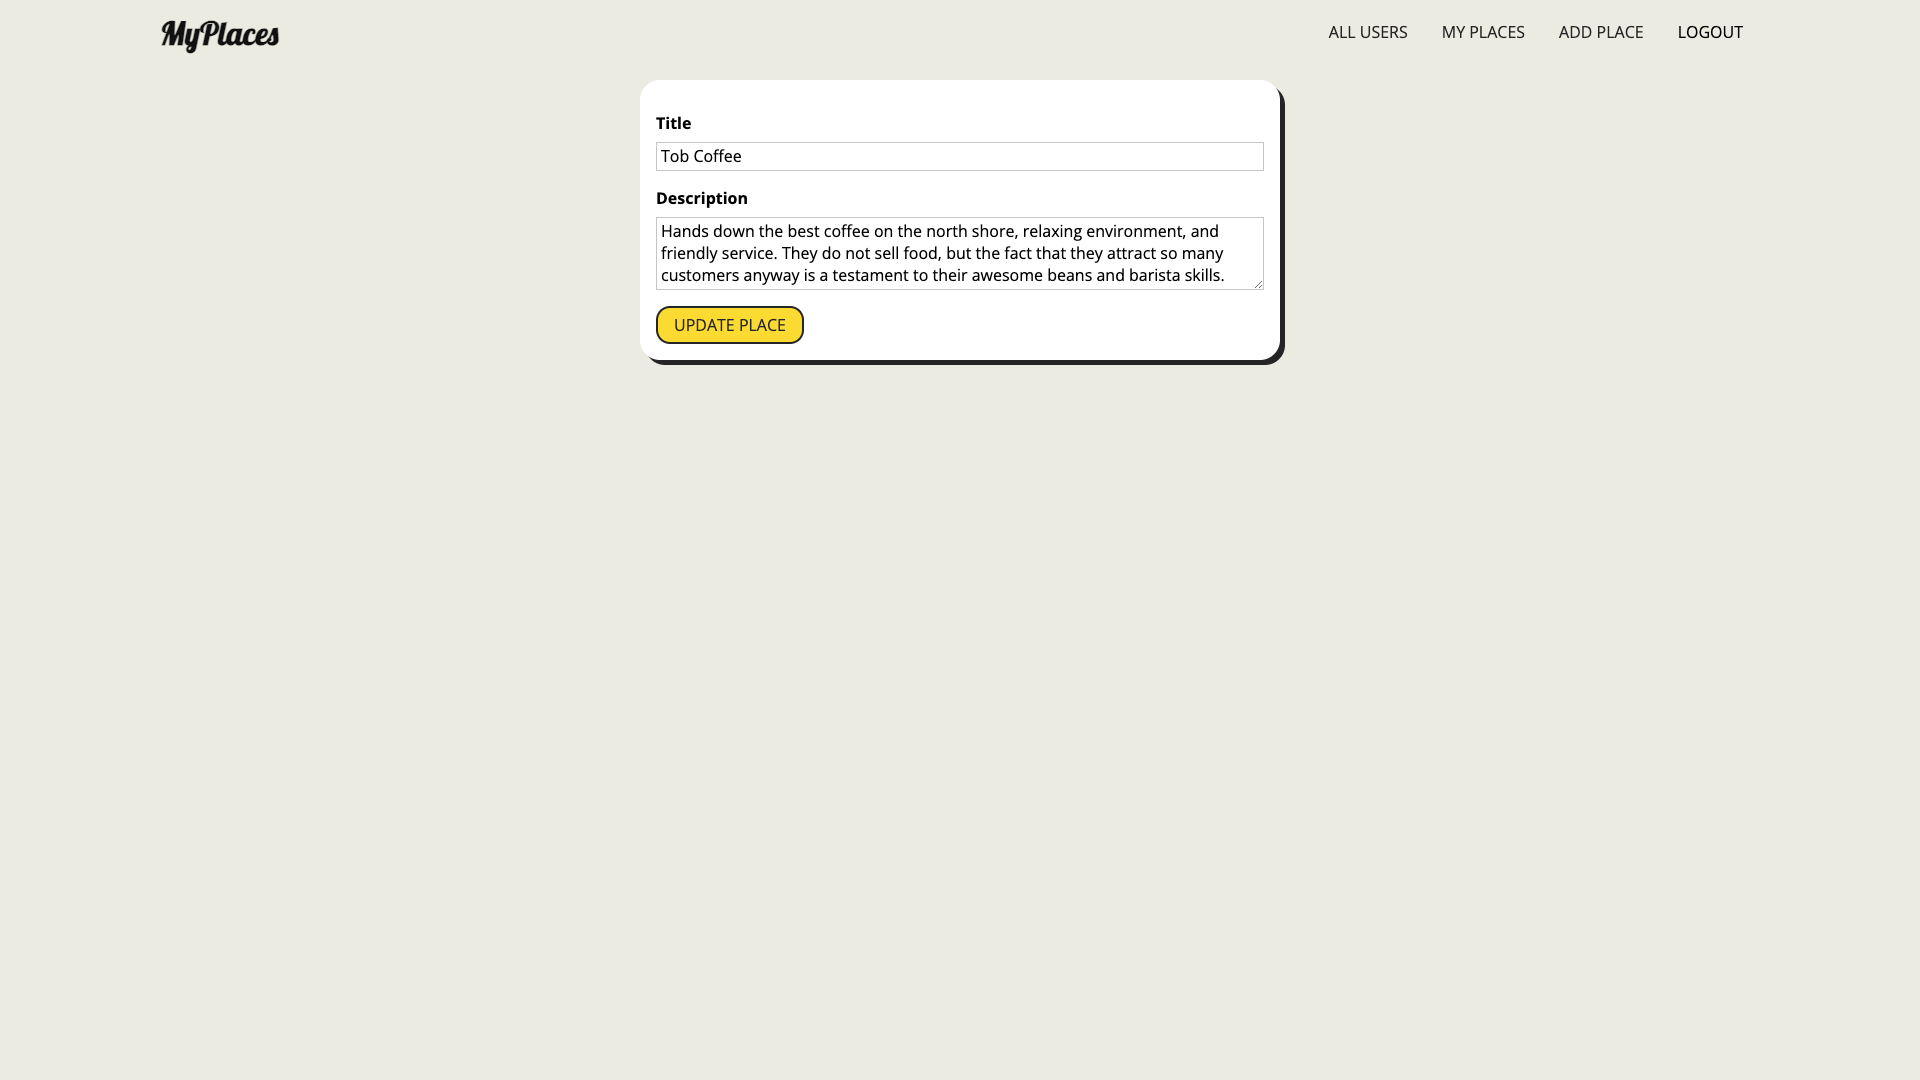 MyPlaces
ALL USERS
MY PLACES
ADD PLACE
LOGOUT
Title
Tob Coffee
Description
Hands down the best coffee on the north shore, relaxing environment, and
friendly service. They do not sell food, but the fact that they attract so many
customers anyway is a testament to their awesome beans and barista skills.
UPDATE PLACE